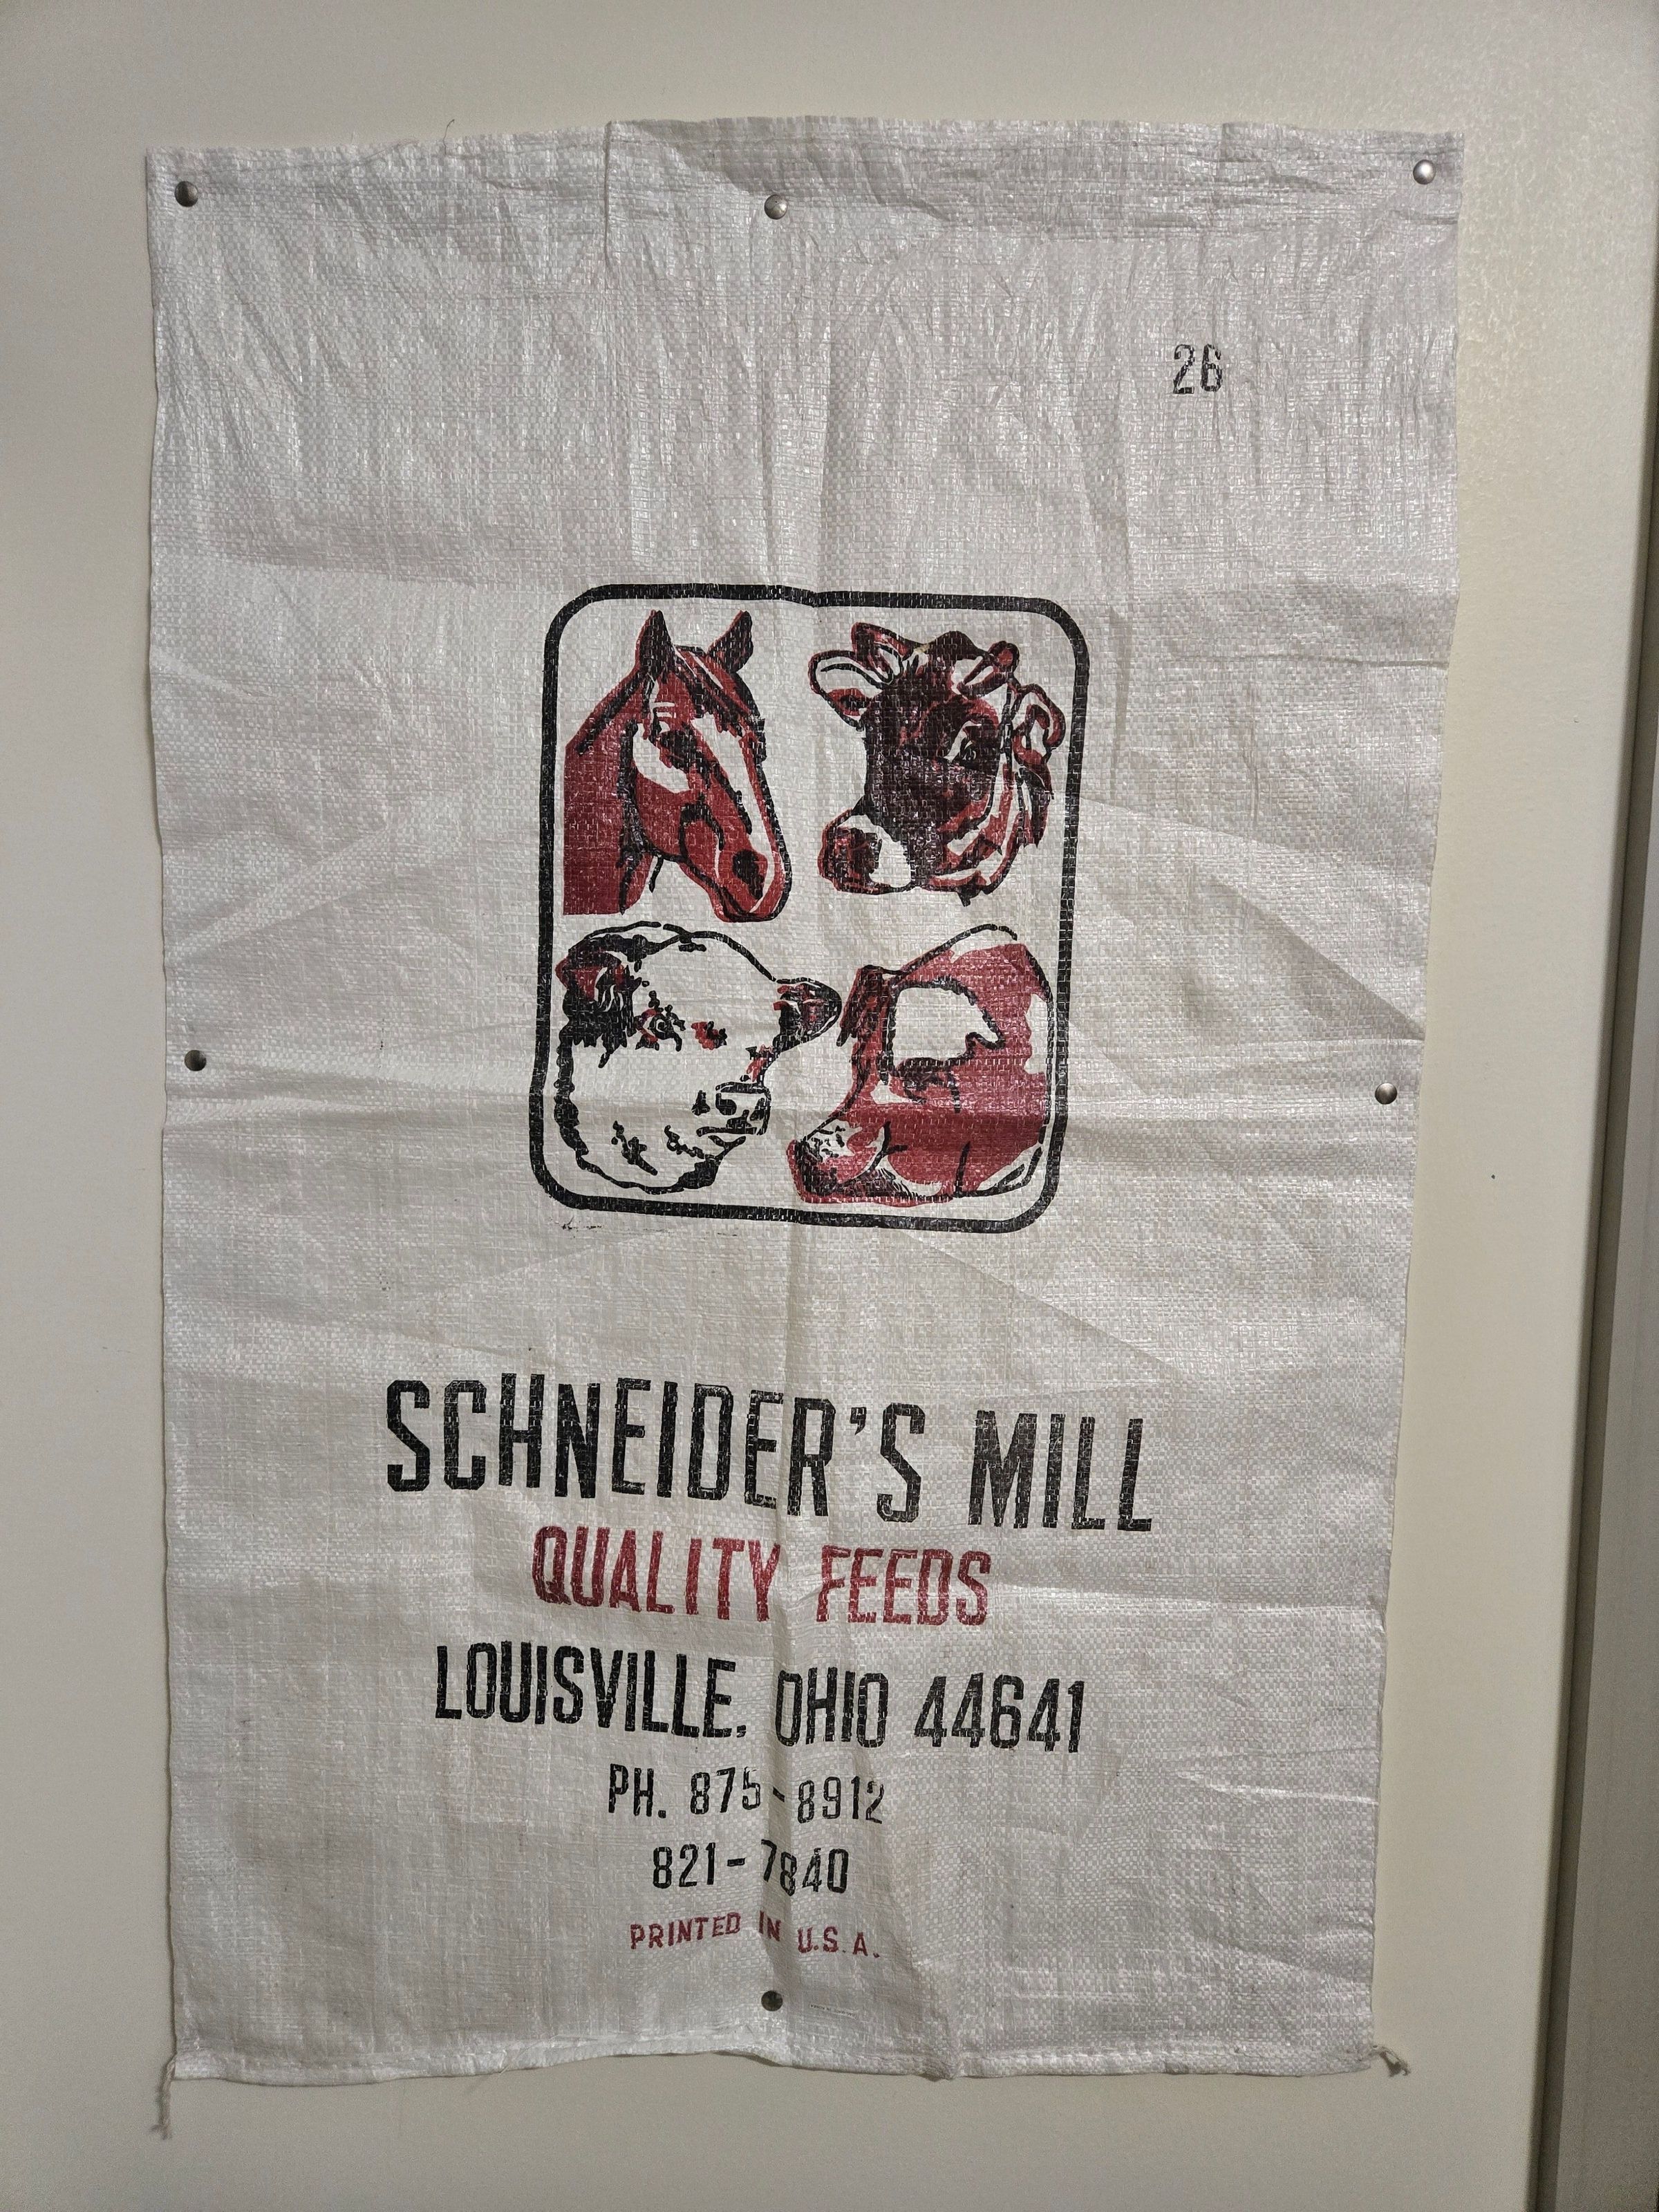 26
SCHNEIDER'S MILL
QUALITY FEEDS
LOUISVILLE, OHIO 44641
PH. 875-8912
821-7840
PRINTED IN U.S.A.